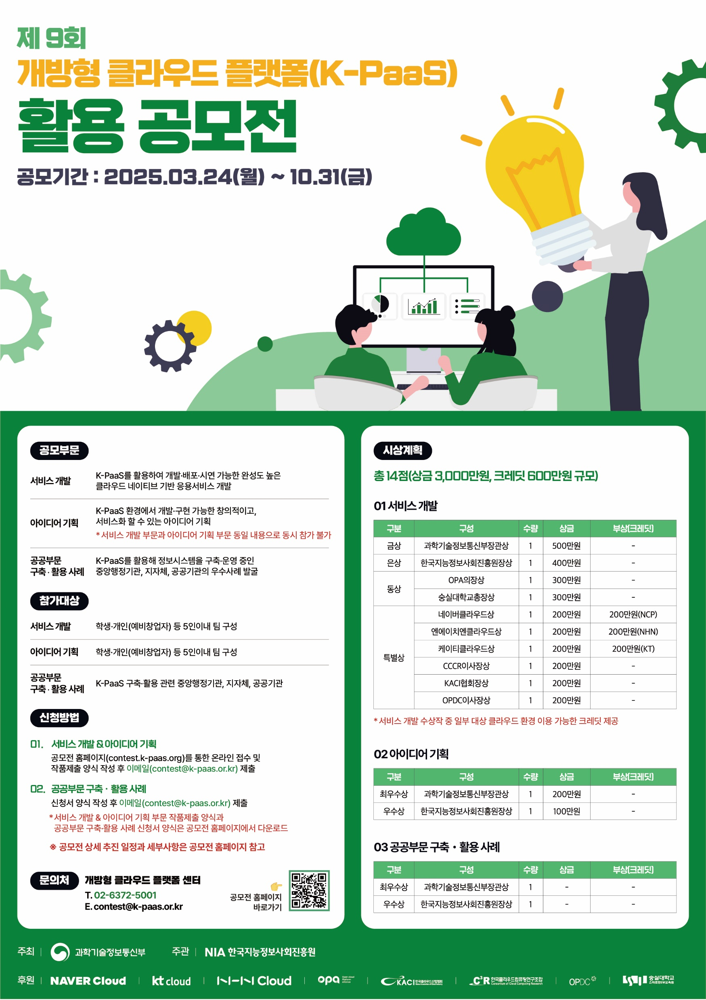 제 9회
개방형 클라우드 플랫폼(K-PaaS)
활용 공모전
공모기간 : 2025.03.24(월) ~ 10.31(금)
공모부문
서비스 개발
K-PaaS를 활용하여 개발·배포·시연 가능한 완성도 높은
클라우드 네이티브 기반 응용서비스 개발
아이디어 기획
K-PaaS 환경에서 개발·구현 가능한 창의적이고,
서비스화 할 수 있는 아이디어 기획
*서비스 개발 부문과 아이디어 기획 부문 동일 내용으로 동시 참가 불가
공공부문
구축·활용 사례
K-PaaS를 활용해 정보시스템을 구축·운영 중인
중앙행정기관, 지자체, 공공기관의 우수사례 발굴
참가대상
서비스 개발 학생·개인(예비창업자) 등 5인이내 팀 구성
아이디어 기획 학생·개인(예비창업자) 등 5인이내 팀 구성
공공부문
구축·활용 사례
K-PaaS 구축·활용 관련 중앙행정기관, 지자체, 공공기관
신청방법
01. 서비스 개발 & 아이디어 기획
공모전 홈페이지(contest.k-paas.org)를 통한 온라인 접수 및
작품제출 양식 작성 후 이메일(contest@k-paas.or.kr) 제출
02. 공공부문 구축·활용 사례
신청서 양식 작성 후 이메일(contest@k-paas.or.kr) 제출
*서비스 개발 & 아이디어 기획 부문 작품제출 양식과
공공부문 구축·활용 사례 신청서 양식은 공모전 홈페이지에서 다운로드
※ 공모전 상세 추진 일정과 세부사항은 공모전 홈페이지 참고
문의처 개방형 클라우드 플랫폼 센터
T. 02-6372-5001
E. contest@k-paas.or.kr
공모전 홈페이지
바로가기
시상계획
총 14점(상금 3,000만원, 크레딧 600만원 규모)
01 서비스 개발
구분 구성 수량 상금 부상(크레딧)
금상 과학기술정보통신부장관상 1 500만원 -
은상 한국지능정보사회진흥원장상 1 400만원 -
동상 OPA의장상 1 300만원 -
숭실대학교총장상 1 300만원 -
특별상 네이버클라우드상 1 200만원 200만원(NCP)
엔에이치엔클라우드상 1 200만원 200만원(NHN)
케이티클라우드상 1 200만원 200만원(KT)
CCCR이사장상 1 200만원 -
KACI협회장상 1 200만원 -
OPDC이사장상 1 200만원 -
*서비스 개발 수상작 중 일부 대상 클라우드 환경 이용 가능한 크레딧 제공
02 아이디어 기획
구분 구성 수량 상금 부상(크레딧)
최우수상 과학기술정보통신부장관상 1 200만원 -
우수상 한국지능정보사회진흥원장상 1 100만원 -
03 공공부문 구축·활용 사례
구분 구성 수량 상금 부상(크레딧)
최우수상 과학기술정보통신부장관상 1 - -
우수상 한국지능정보사회진흥원장상 1 - -
주최 과학기술정보통신부 주관 NIA 한국지능정보사회진흥원
후원 NAVER Cloud kt cloud NHN Cloud opa Open cloud Platform Alliance KACI 한국클라우드산업협회 Korea Association of Cloud Industry C³R 한국클라우드컴퓨팅연구조합 Consortium of Cloud Computing Research OPDC SSU 숭실대학교 스파르탄SW교육원